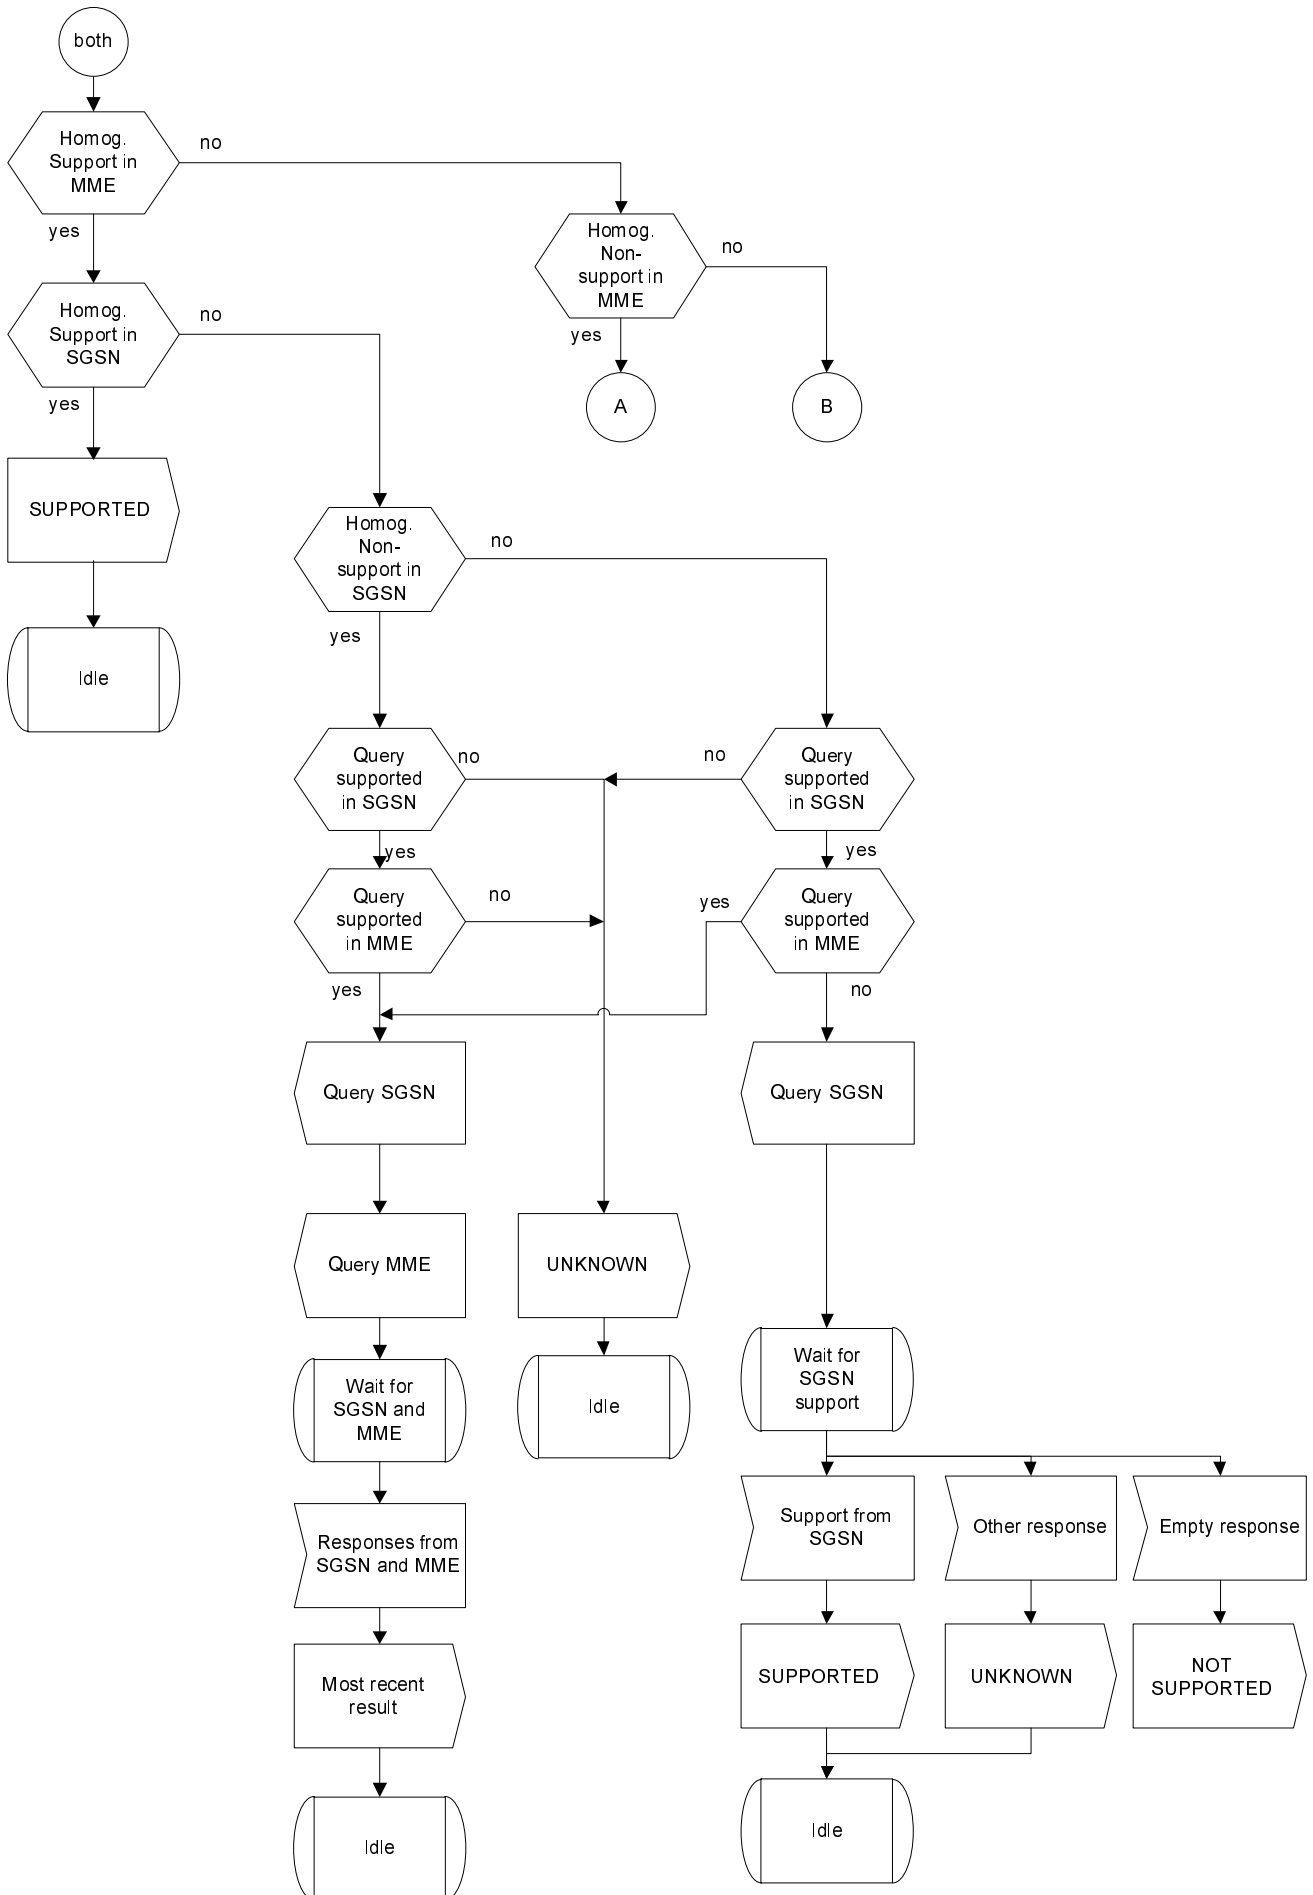 both
Homog.
Support in
MME
no
yes
Homog.
Non-
support in
MME
no
yes
A
B
Homog.
Support in
SGSN
no
yes
SUPPORTED
Idle
Homog.
Non-
support in
SGSN
no
yes
Query
supported
in SGSN
no
yes
no
Query
supported
in SGSN
yes
Query
supported
in MME
no
yes
yes
Query
supported
in MME
no
Query SGSN
Query SGSN
Query MME
UNKNOWN
Wait for
SGSN and
MME
Idle
Wait for
SGSN
support
Responses from
SGSN and MME
Support from
SGSN
Other response
Empty response
Most recent
result
SUPPORTED
UNKNOWN
NOT
SUPPORTED
Idle
Idle